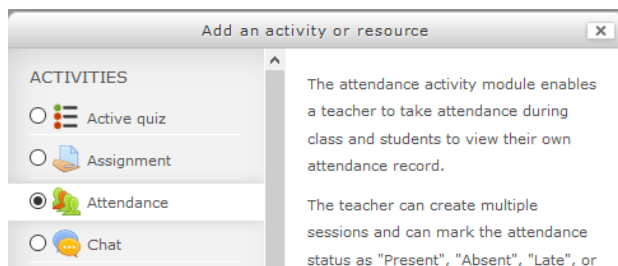 Add an activity or resource
ACTIVITIES
Active quiz
Assignment
Attendance
Chat
The attendance activity module enables
a teacher to take attendance during
class and students to view their own
attendance record.
The teacher can create multiple
sessions and can mark the attendance
status as "Present", "Absent", "Late", or